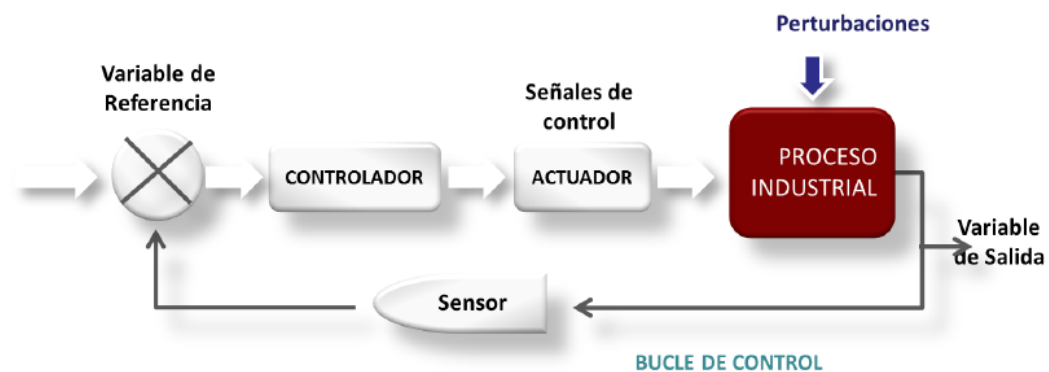 Perturbaciones
Variable de
Referencia
Señales de
control
CONTROLADOR
ACTUADOR
PROCESO
INDUSTRIAL
Variable
de Salida
Sensor
BUCLE DE CONTROL